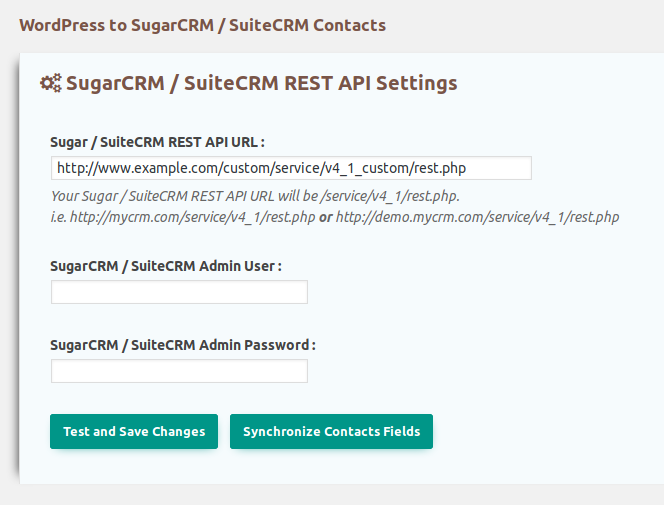 WordPress to SugarCRM / SuiteCRM Contacts
SugarCRM / SuiteCRM REST API Settings
Sugar / SuiteCRM REST API URL :
http://www.example.com/custom/service/v4_1_custom/rest.php
Your Sugar / SuiteCRM REST API URL will be /service/v4_1/rest.php.
i.e. http://mycrm.com/service/v4_1/rest.php or http://demo.mycrm.com/service/v4_1/rest.php
SugarCRM / SuiteCRM Admin User :
SugarCRM / SuiteCRM Admin Password :
Test and Save Changes
Synchronize Contacts Fields